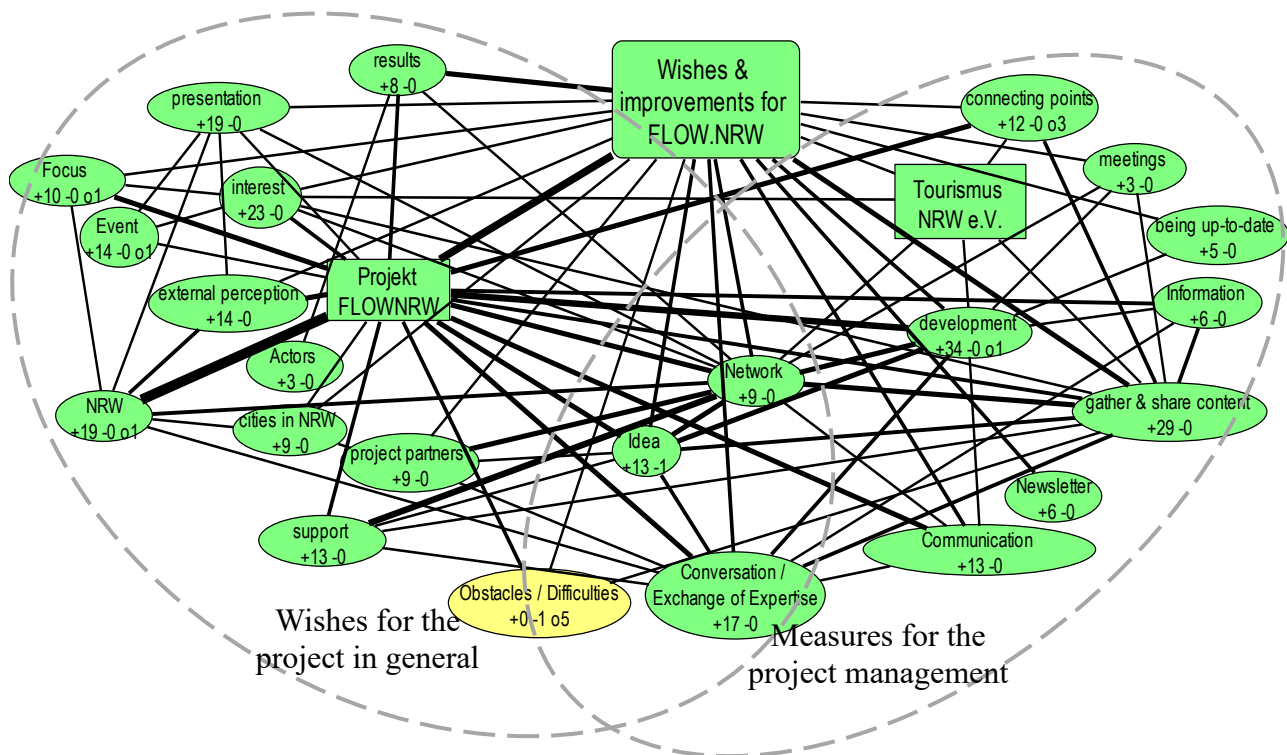 results
+8 -0
Wishes &
improvements for
FLOW.NRW
presentation
+19 -0
connecting points
+12 -0 o3
Focus
+10 -0 o1
interest
+23 -0
meetings
+3 -0
Tourismus
NRW e.V.
Event
+14 -0 o1
being up-to-date
+5 -0
Projekt
FLOWNRW
external perception
+14 -0
Information
+6 -0
development
+34 -0 o1
Actors
+3 -0
Network
+9 -0
NRW
+19 -0 o1
cities in NRW
+9 -0
gather & share content
+29 -0
Idea
+13 -1
project partners
+9 -0
Newsletter
+6 -0
support
+13 -0
Communication
+13 -0
Obstacles / Difficulties
+0 -1 o5
Conversation /
Exchange of Expertise
+17 -0
Wishes for the
project in general
Measures for the
project management